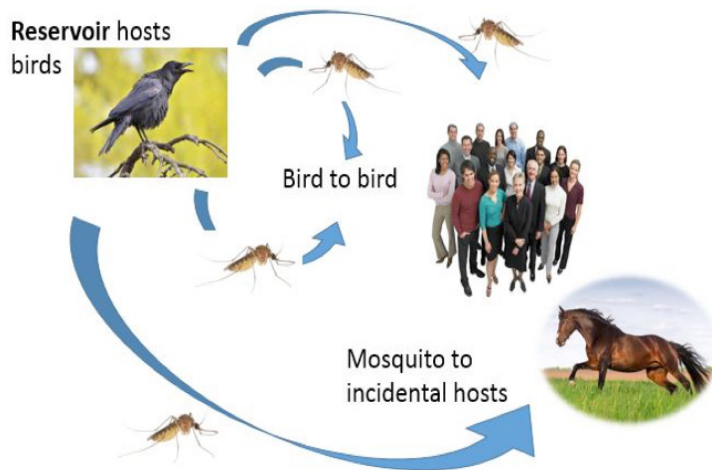 Reservoir hosts
birds
Bird to bird
Mosquito to
incidental hosts